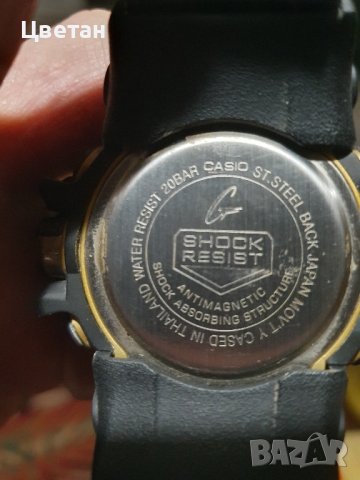 Цветан
WATER RESIST 20BAR CASIO ST.STEEL BACK JAPAN MOV'T Y CASED IN THAILAND
G
SHOCK
RESIST
ANTIMAGNETIC
SHOCK ABSORBING STRUCTURE
BAZAR